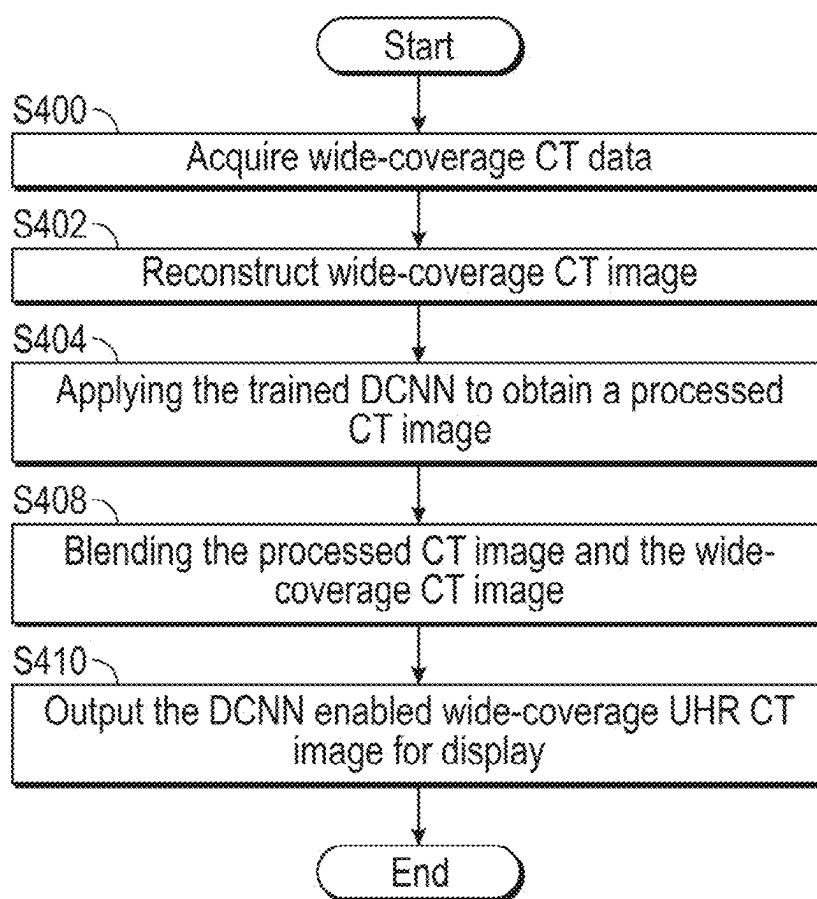 Start
S400
Acquire wide-coverage CT data
S402
Reconstruct wide-coverage CT image
S404
Applying the trained DCNN to obtain a processed
CT image
S408
Blending the processed CT image and the wide-
coverage CT image
S410
Output the DCNN enabled wide-coverage UHR CT
image for display
End